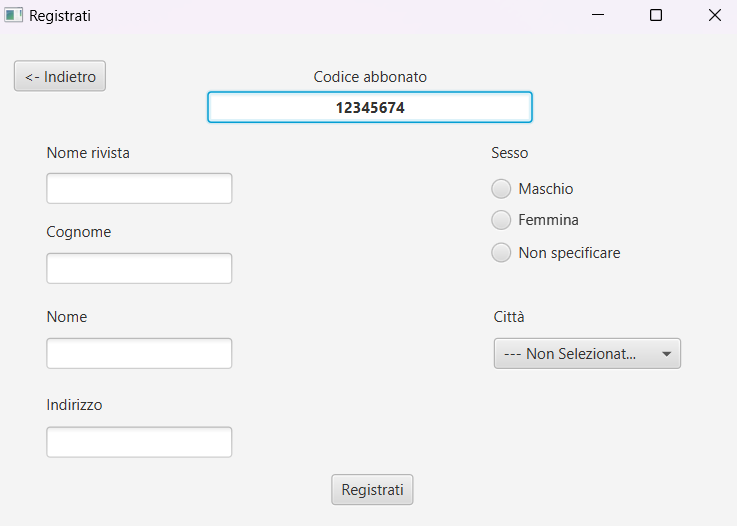 Registrati
<- Indietro
Codice abbonato
12345674
Nome rivista
Cognome
Nome
Indirizzo
Sesso
Maschio
Femmina
Non specificare
Città
--- Non Selezionat...
Registrati